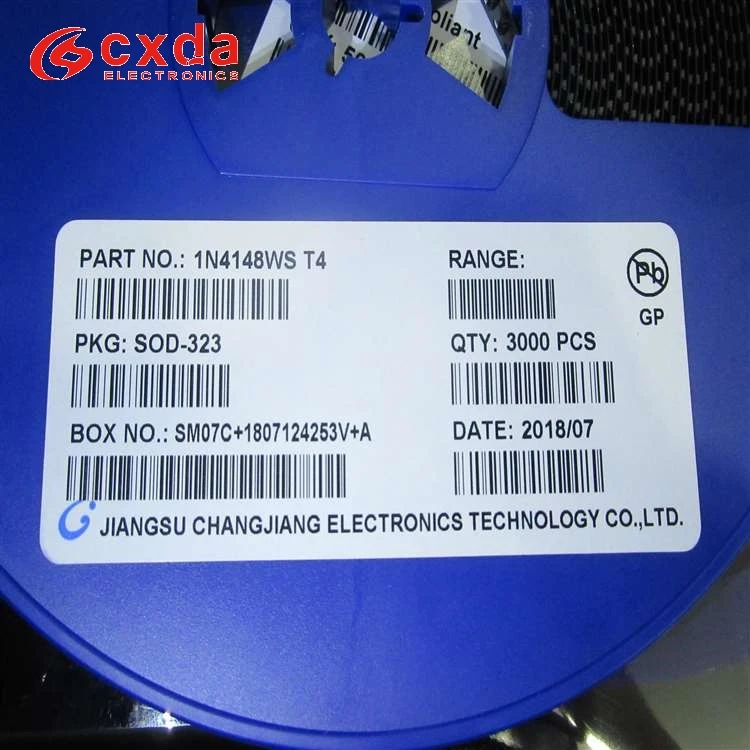 cxda
ELECTRONICS
pliant
PART NO.: 1N4148WS T4
RANGE:
Pb
GP
PKG: SOD-323
QTY: 3000 PCS
BOX NO.: SM07C+1807124253V+A
DATE: 2018/07
JIANGSU CHANGJIANG ELECTRONICS TECHNOLOGY CO.,LTD.